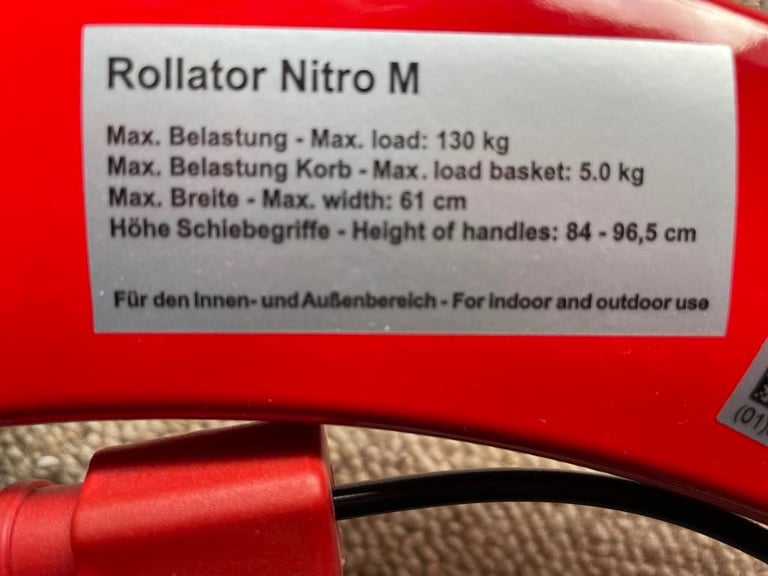 Rollator Nitro M
Max. Belastung - Max. load: 130 kg
Max. Belastung Korb - Max. load basket: 5.0 kg
Max. Breite - Max. width: 61 cm
Höhe Schiebegriffe - Height of handles: 84 - 96,5 cm
Für den Innen- und Außenbereich - For indoor and outdoor use
(01)